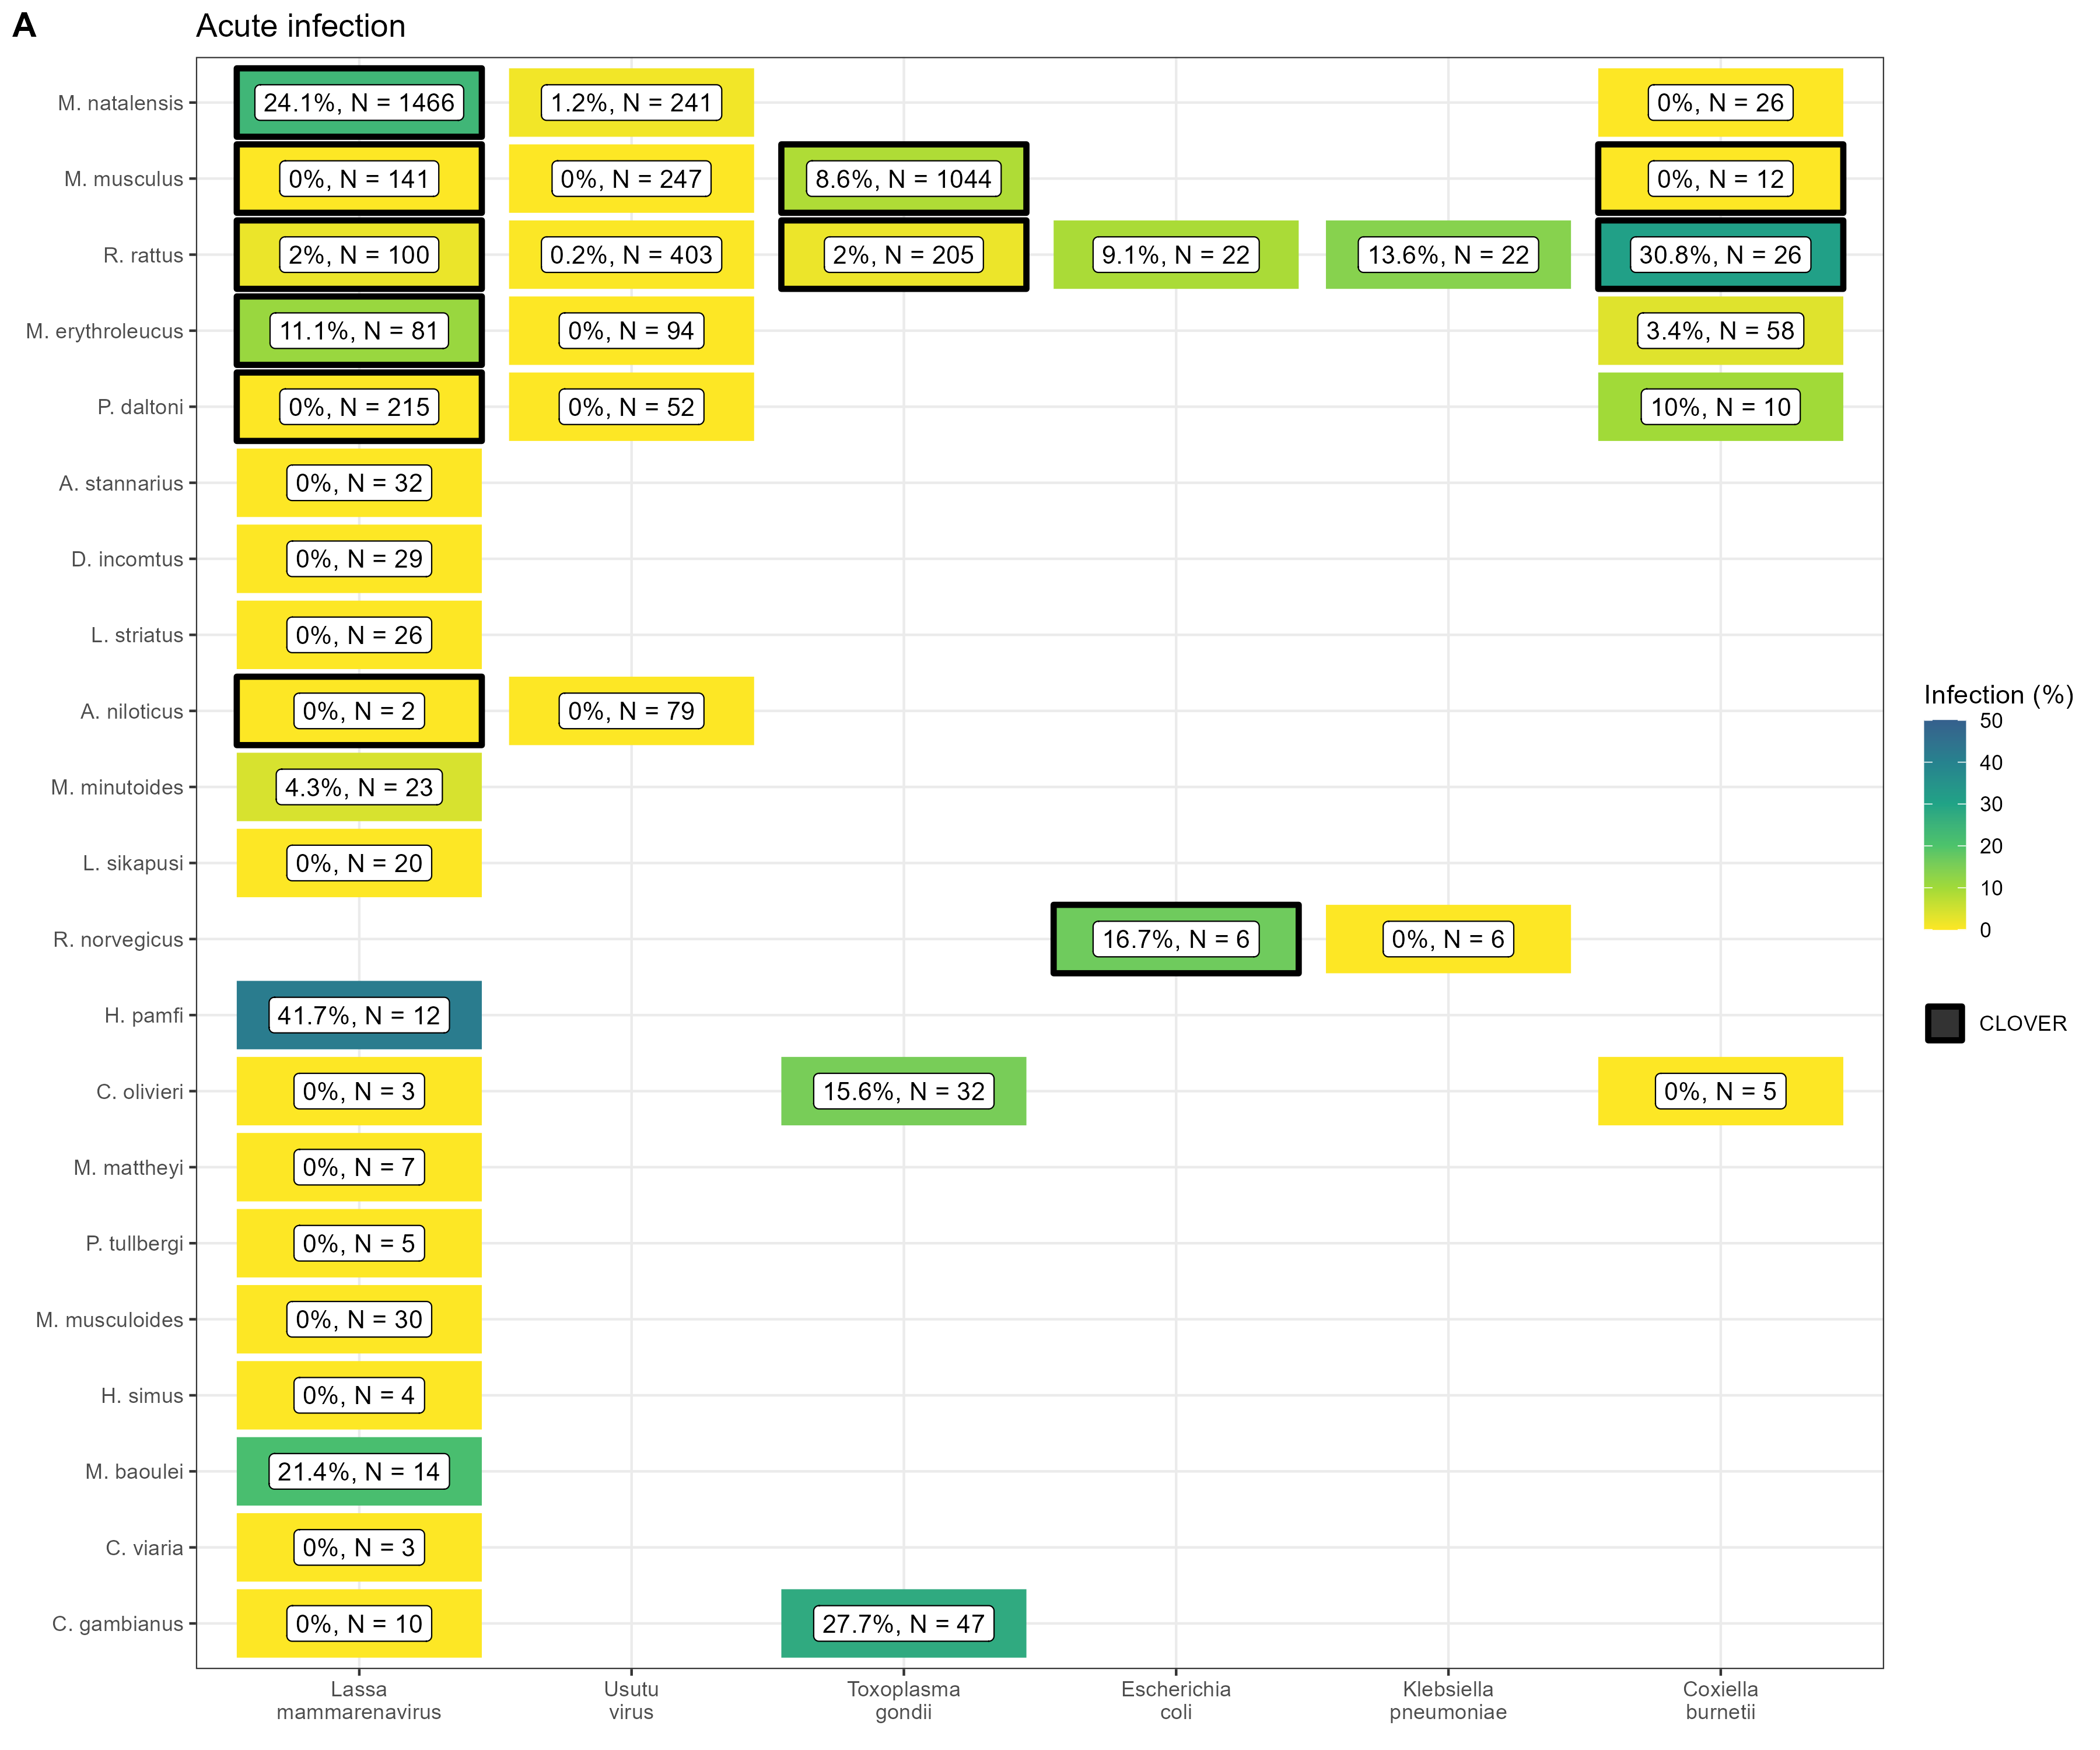 A
Acute infection
M. natalensis
24.1%, N = 1466
1.2%, N = 241
0%, N = 26
M. musculus
0%, N = 141
0%, N = 247
8.6%, N = 1044
0%, N = 12
R. rattus
2%, N = 100
0.2%, N = 403
2%, N = 205
9.1%, N = 22
13.6%, N = 22
30.8%, N = 26
M. erythroleucus
11.1%, N = 81
0%, N = 94
3.4%, N = 58
P. daltoni
0%, N = 215
0%, N = 52
10%, N = 10
A. stannarius
0%, N = 32
D. incomtus
0%, N = 29
L. striatus
0%, N = 26
A. niloticus
0%, N = 2
0%, N = 79
M. minutoides
4.3%, N = 23
L. sikapusi
0%, N = 20
R. norvegicus
16.7%, N = 6
0%, N = 6
H. pamfi
41.7%, N = 12
C. olivieri
0%, N = 3
15.6%, N = 32
0%, N = 5
M. mattheyi
0%, N = 7
P. tullbergi
0%, N = 5
M. musculoides
0%, N = 30
H. simus
0%, N = 4
M. baoulei
21.4%, N = 14
C. viaria
0%, N = 3
C. gambianus
0%, N = 10
27.7%, N = 47
Lassa
mammarenavirus
Usutu
virus
Toxoplasma
gondii
Escherichia
coli
Klebsiella
pneumoniae
Coxiella
burnetii
Infection (%)
50
40
30
20
10
0
CLOVER